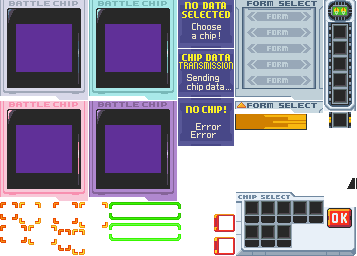 BATTLE CHIP
BATTLE CHIP
BATTLE CHIP
BATTLE CHIP
NO DATA
SELECTED
Choose
a chip!
CHIP DATA
TRANSMISSION
Sending
chip data...
NO CHIP!
Error
Error
FORM SELECT
FORM
FORM
FORM
FORM
FORM
FORM SELECT
CHIP SELECT
OK